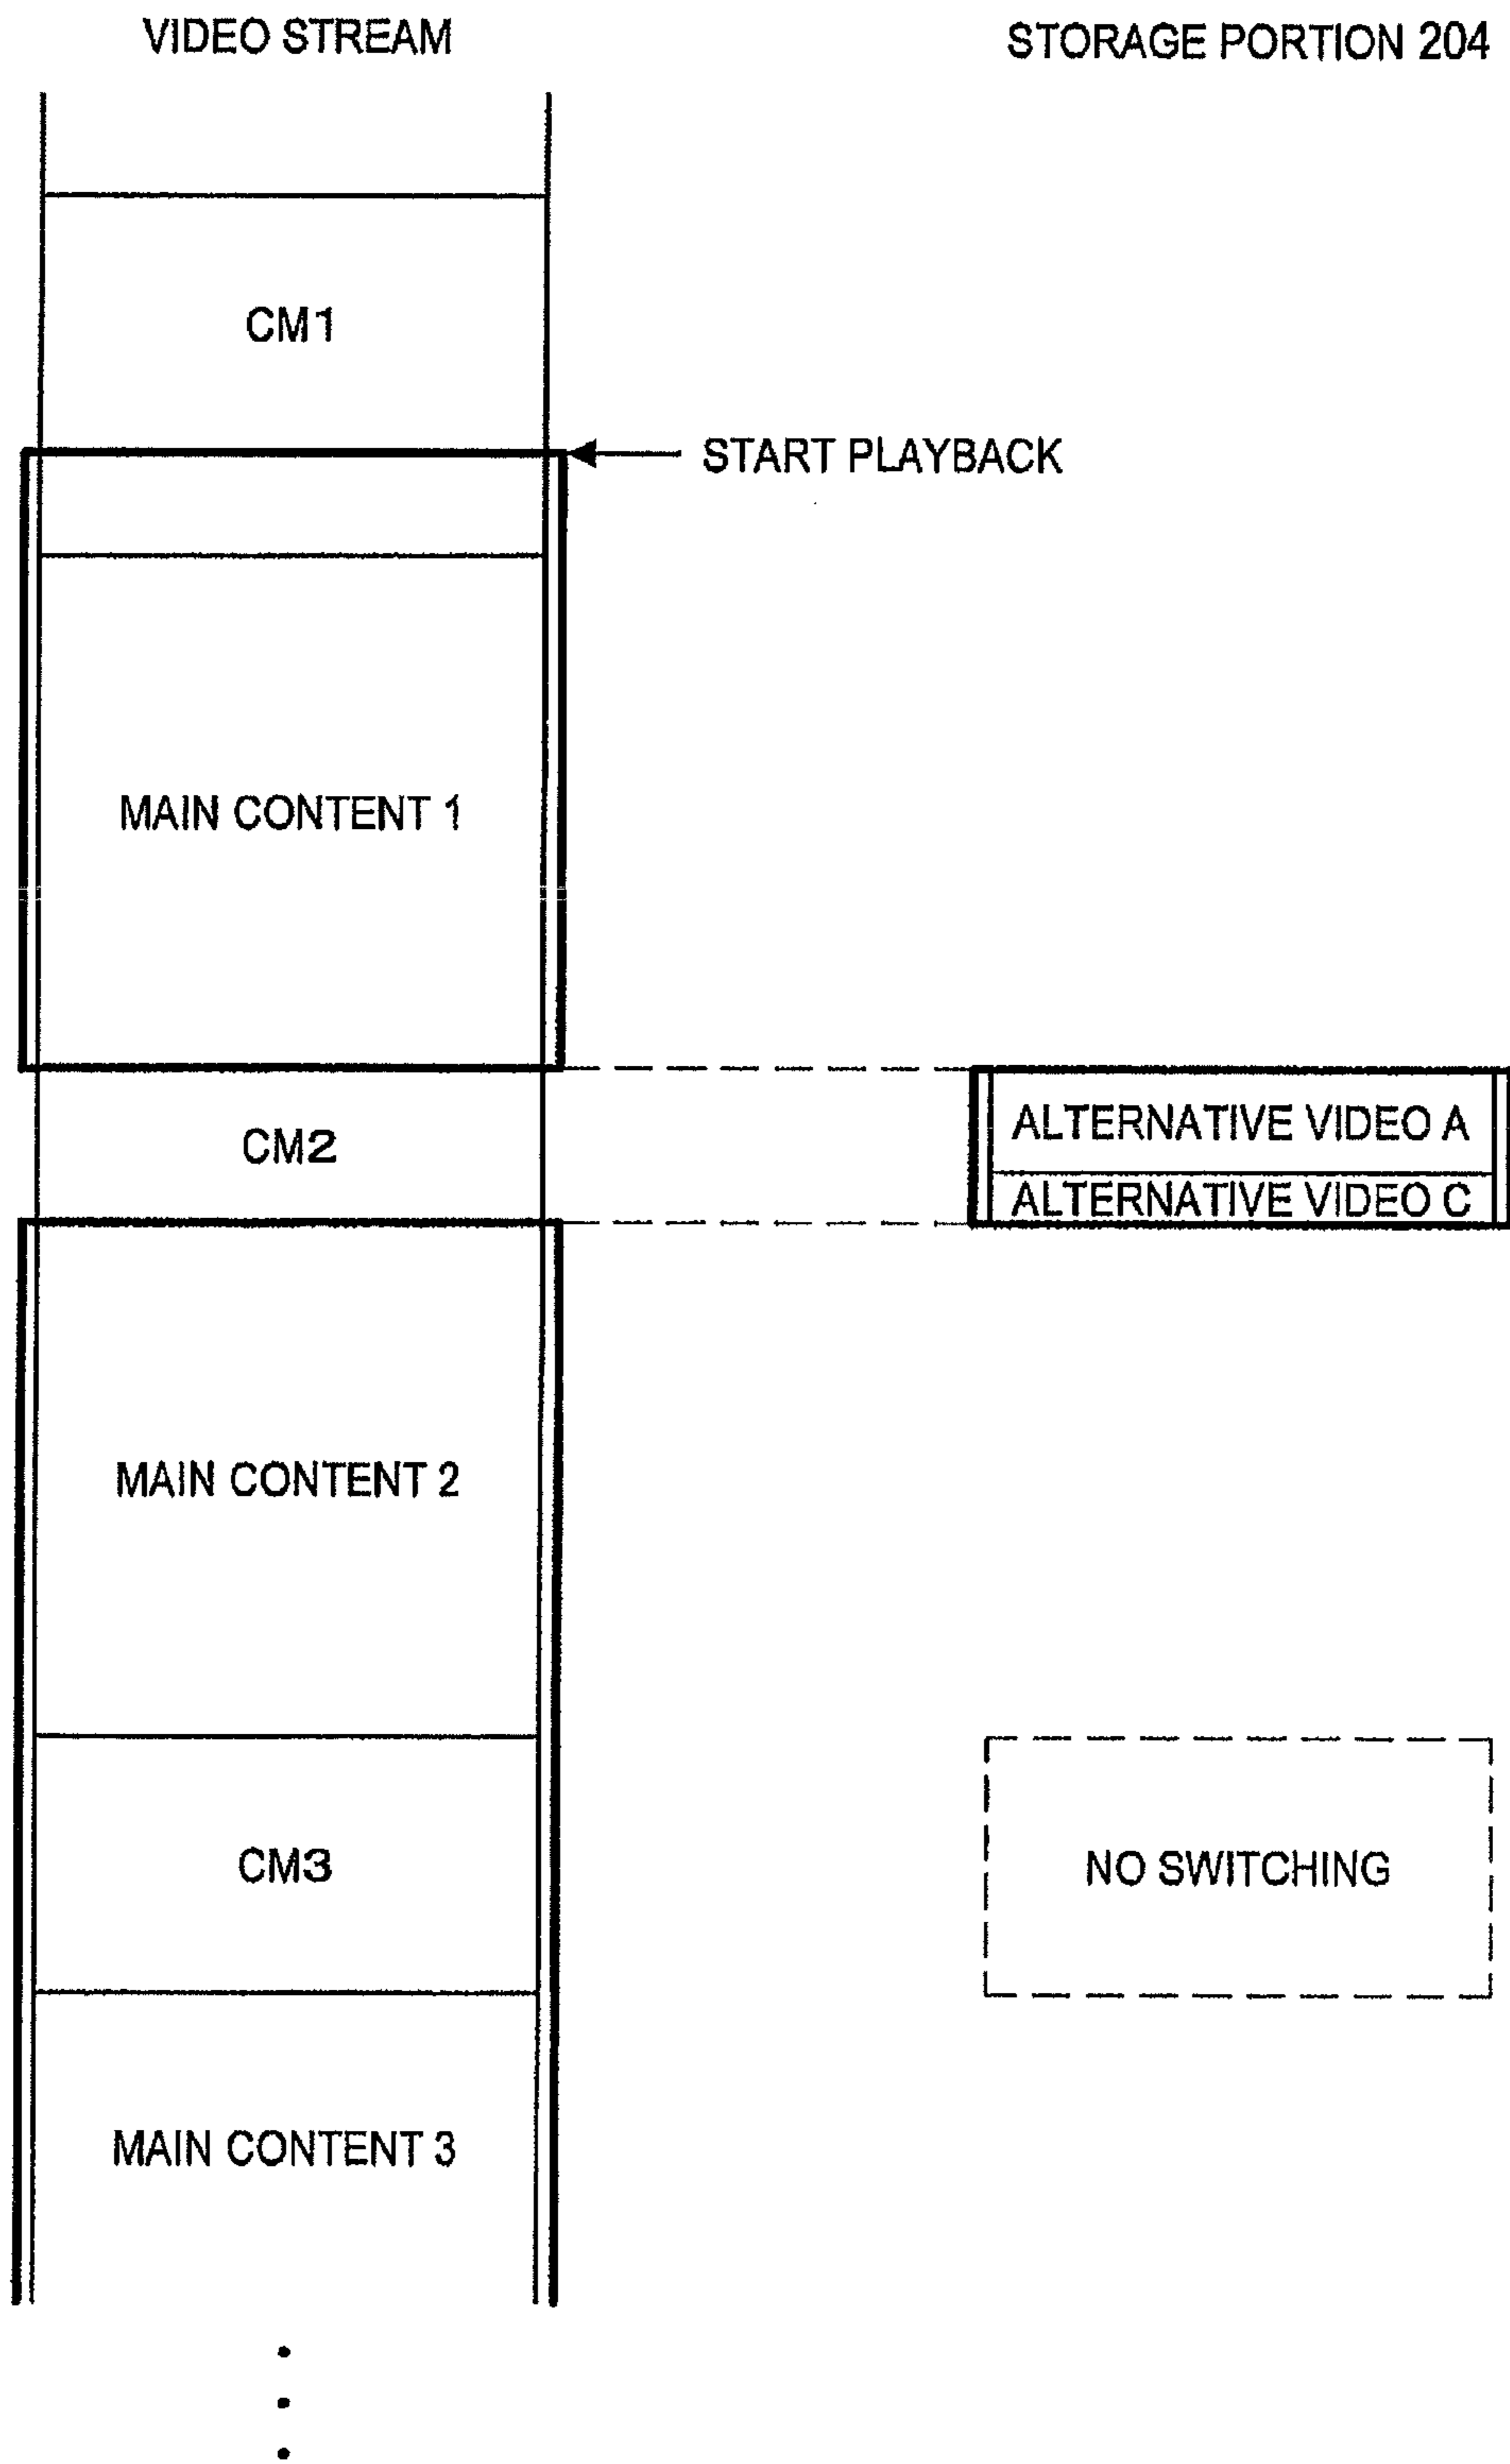 VIDEO STREAM
STORAGE PORTION 204
CM1
START PLAYBACK
MAIN CONTENT 1
ALTERNATIVE VIDEO A
CM2
ALTERNATIVE VIDEO C
MAIN CONTENT 2
CM3
NO SWITCHING
MAIN CONTENT 3